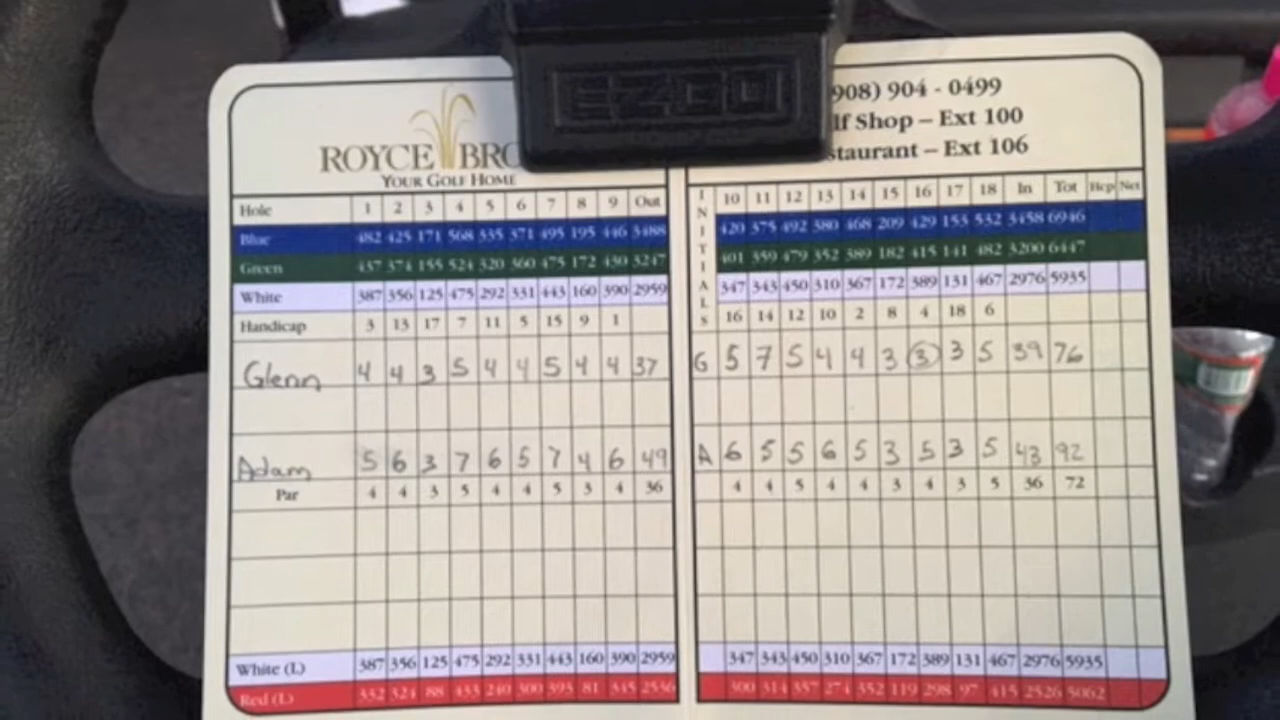 EZGO
ROYCE BRO
YOUR GOLF HOME
908) 904 - 0499
lf Shop – Ext 100
staurant – Ext 106
Hole 1 2 3 4 5 6 7 8 9 Out INITIALS 10 11 12 13 14 15 16 17 18 In Tot Hcp Net
Blue 482 425 171 568 335 371 495 195 446 3488 420 375 492 380 468 209 429 153 532 3458 6946
Green 437 374 155 524 320 360 475 172 430 3247 401 359 479 352 389 182 415 141 482 3200 6447
White 387 356 125 475 292 331 443 160 390 2959 347 343 450 310 367 172 389 131 467 2976 5935
Handicap 3 13 17 7 11 5 15 9 1 16 14 12 10 2 8 4 18 6
Glenn 4 4 3 5 4 4 5 4 4 37 G 5 7 5 4 4 3 3 3 5 39 76
Adam 5 6 3 7 6 5 7 4 6 49 A 6 5 5 6 5 3 5 3 5 43 92
Par 4 4 3 5 4 4 5 3 4 36 4 4 5 4 4 3 4 3 5 36 72
White (L) 387 356 125 475 292 331 443 160 390 2959 347 343 450 310 367 172 389 131 467 2976 5935
Red (L) 332 324 88 433 240 300 393 81 345 2536 300 314 357 274 352 119 298 97 415 2526 5062